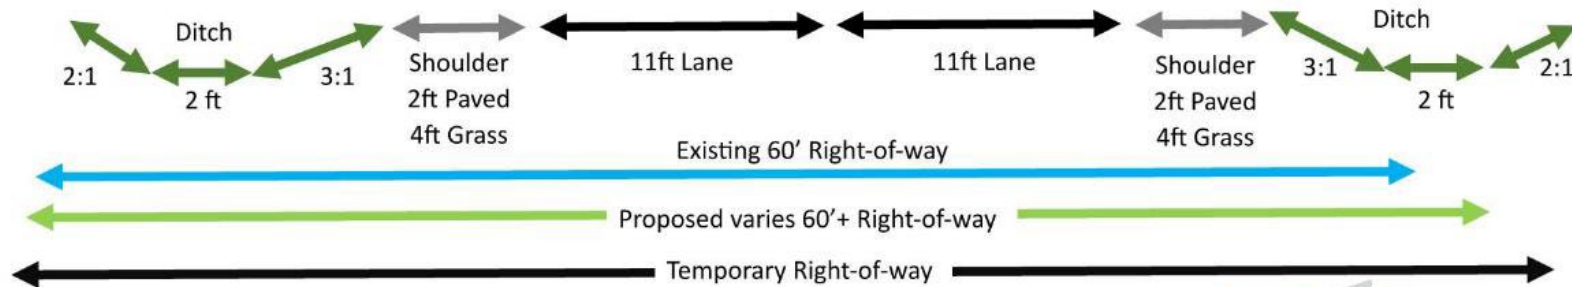 Ditch
2:1
2 ft
3:1
Shoulder
2ft Paved
4ft Grass
11ft Lane
11ft Lane
Shoulder
2ft Paved
4ft Grass
Ditch
3:1
2 ft
2:1
Existing 60' Right-of-way
Proposed varies 60'+ Right-of-way
Temporary Right-of-way